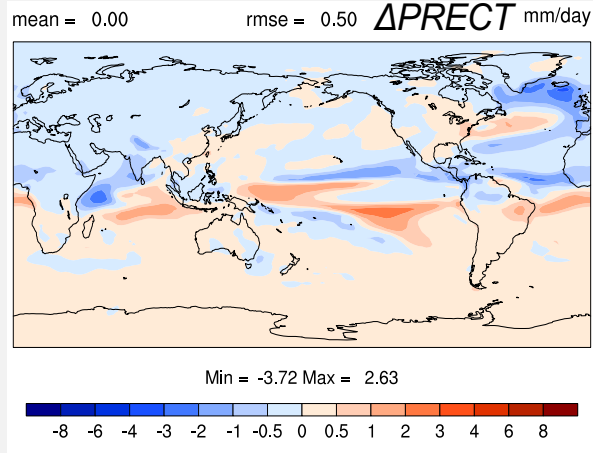 mean = 0.00 rmse = 0.50 ΔPRECT mm/day
Min = -3.72 Max = 2.63
-8 -6 -4 -3 -2 -1 -0.5 0 0.5 1 2 3 4 6 8